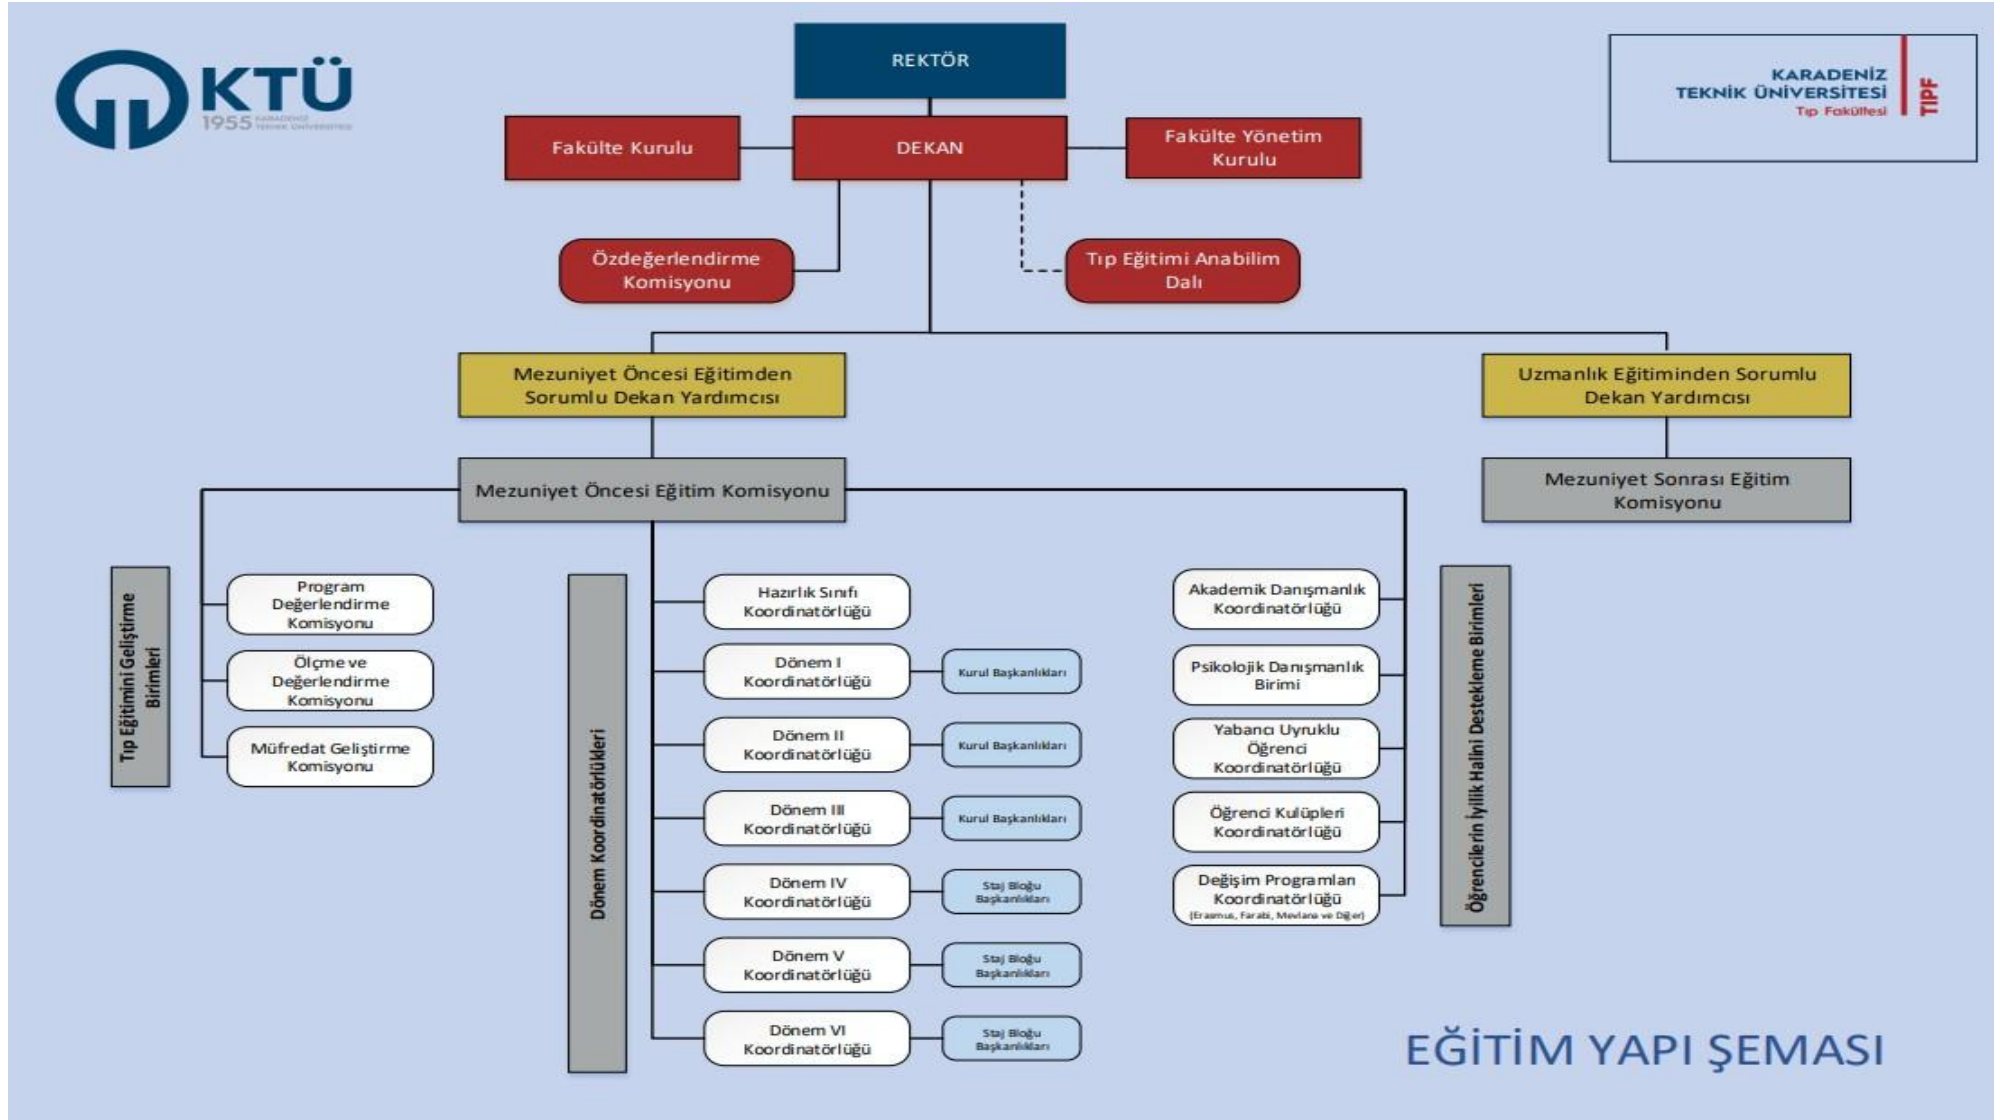 KTÜ
1955 KARADENİZ
TEKNİK ÜNİVERSİTESİ
REKTÖR
KARADENİZ
TEKNİK ÜNİVERSİTESİ
Tıp Fakültesi
TIPF
Fakülte Kurulu
DEKAN
Fakülte Yönetim
Kurulu
Özdeğerlendirme
Komisyonu
Tıp Eğitimi Anabilim
Dalı
Mezuniyet Öncesi Eğitimden
Sorumlu Dekan Yardımcısı
Uzmanlık Eğitiminden Sorumlu
Dekan Yardımcısı
Mezuniyet Öncesi Eğitim Komisyonu
Mezuniyet Sonrası Eğitim
Komisyonu
Tıp Eğitimini Geliştirme
Birimleri
Program
Değerlendirme
Komisyonu
Ölçme ve
Değerlendirme
Komisyonu
Müfredat Geliştirme
Komisyonu
Dönem Koordinatörlükleri
Hazırlık Sınıfı
Koordinatörlüğü
Dönem I
Koordinatörlüğü
Kurul Başkanlıkları
Dönem II
Koordinatörlüğü
Kurul Başkanlıkları
Dönem III
Koordinatörlüğü
Kurul Başkanlıkları
Dönem IV
Koordinatörlüğü
Staj Bloğu
Başkanlıkları
Dönem V
Koordinatörlüğü
Staj Bloğu
Başkanlıkları
Dönem VI
Koordinatörlüğü
Staj Bloğu
Başkanlıkları
Akademik Danışmanlık
Koordinatörlüğü
Psikolojik Danışmanlık
Birimi
Yabancı Uyruklu
Öğrenci
Koordinatörlüğü
Öğrenci Kulüpleri
Koordinatörlüğü
Değişim Programları
Koordinatörlüğü
(Erasmus, Farabi, Mevlana ve Diğer)
Öğrencilerin İyilik Halini Destekleme Birimleri
EĞİTİM YAPI ŞEMASI